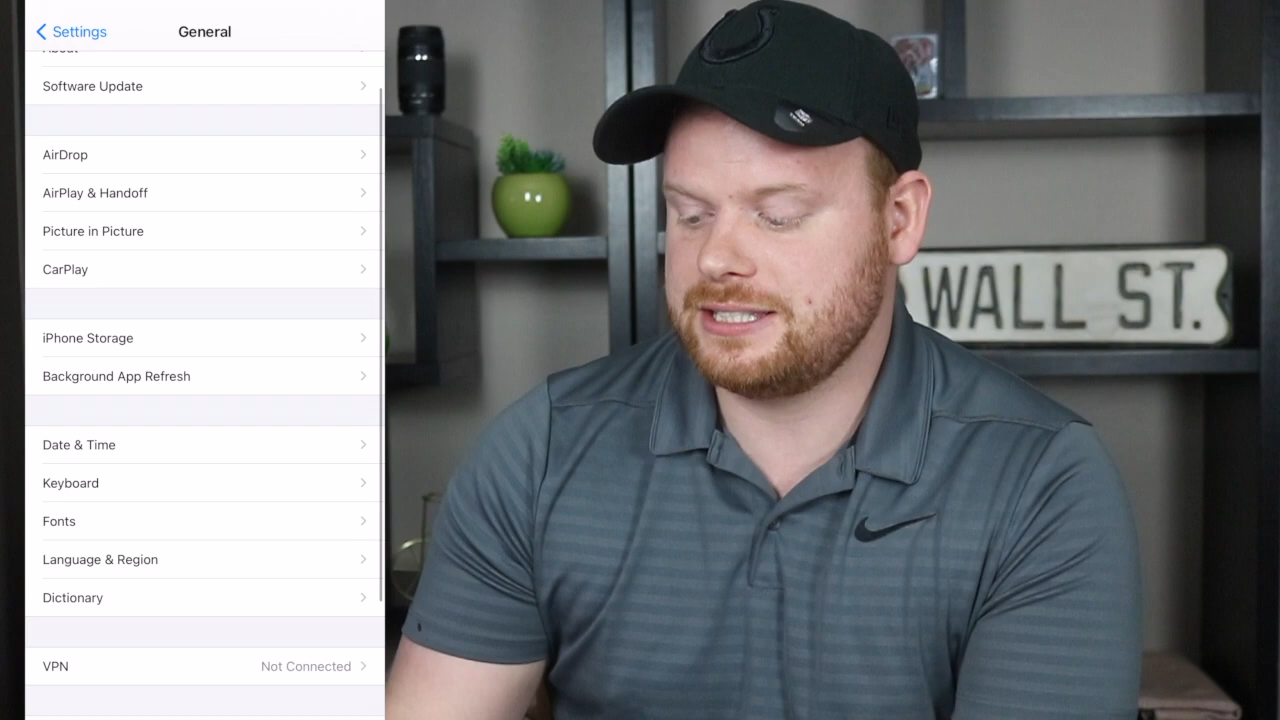 Settings
General
About
Software Update
AirDrop
AirPlay & Handoff
Picture in Picture
CarPlay
iPhone Storage
Background App Refresh
Date & Time
Keyboard
Fonts
Language & Region
Dictionary
VPN
Not Connected
WALL ST.